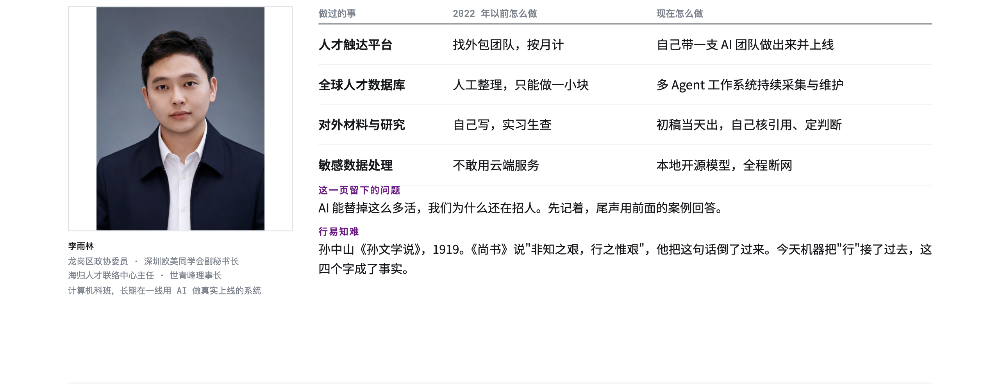 做过的事 2022 年以前怎么做 现在怎么做
人才触达平台 找外包团队，按月计 自己带一支 AI 团队做出来并上线
全球人才数据库 人工整理，只能做一小块 多 Agent 工作系统持续采集与维护
对外材料与研究 自己写，实习生查 初稿当天出，自己核引用、定判断
敏感数据处理 不敢用云端服务 本地开源模型，全程断网
这一页留下的问题
AI 能替掉这么多活，我们为什么还在招人。先记着，尾声用前面的案例回答。
行易知难
孙中山《孙文学说》，1919。《尚书》说"非知之艰，行之惟艰"，他把这句话倒了过来。今天机器把"行"接了过去，这
四个字成了事实。
李雨林
龙岗区政协委员 · 深圳欧美同学会副秘书长
海归人才联络中心主任 · 世青峰理事长
计算机科班，长期在一线用 AI 做真实上线的系统